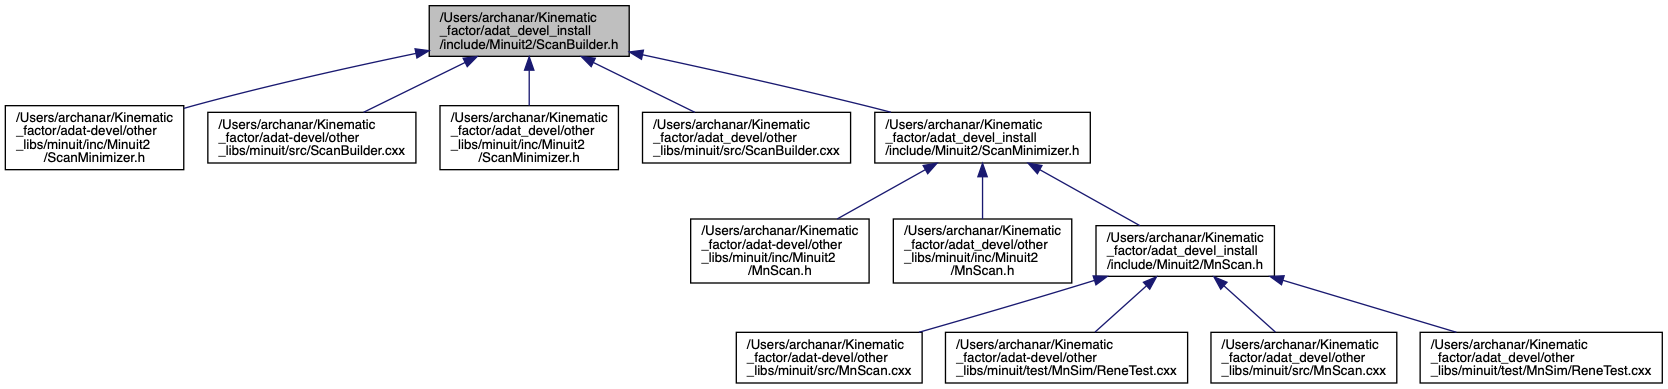 /Users/archanar/Kinematic
_factor/adat_devel_install
/include/Minuit2/ScanBuilder.h
/Users/archanar/Kinematic
_factor/adat-devel/other
_libs/minuit/inc/Minuit2
/ScanMinimizer.h
/Users/archanar/Kinematic
_factor/adat-devel/other
_libs/minuit/src/ScanBuilder.cxx
/Users/archanar/Kinematic
_factor/adat_devel/other
_libs/minuit/inc/Minuit2
/ScanMinimizer.h
/Users/archanar/Kinematic
_factor/adat_devel/other
_libs/minuit/src/ScanBuilder.cxx
/Users/archanar/Kinematic
_factor/adat_devel_install
/include/Minuit2/ScanMinimizer.h
/Users/archanar/Kinematic
_factor/adat-devel/other
_libs/minuit/inc/Minuit2
/MnScan.h
/Users/archanar/Kinematic
_factor/adat_devel/other
_libs/minuit/inc/Minuit2
/MnScan.h
/Users/archanar/Kinematic
_factor/adat_devel_install
/include/Minuit2/MnScan.h
/Users/archanar/Kinematic
_factor/adat-devel/other
_libs/minuit/src/MnScan.cxx
/Users/archanar/Kinematic
_factor/adat-devel/other
_libs/minuit/test/MnSim/ReneTest.cxx
/Users/archanar/Kinematic
_factor/adat_devel/other
_libs/minuit/src/MnScan.cxx
/Users/archanar/Kinematic
_factor/adat_devel/other
_libs/minuit/test/MnSim/ReneTest.cxx